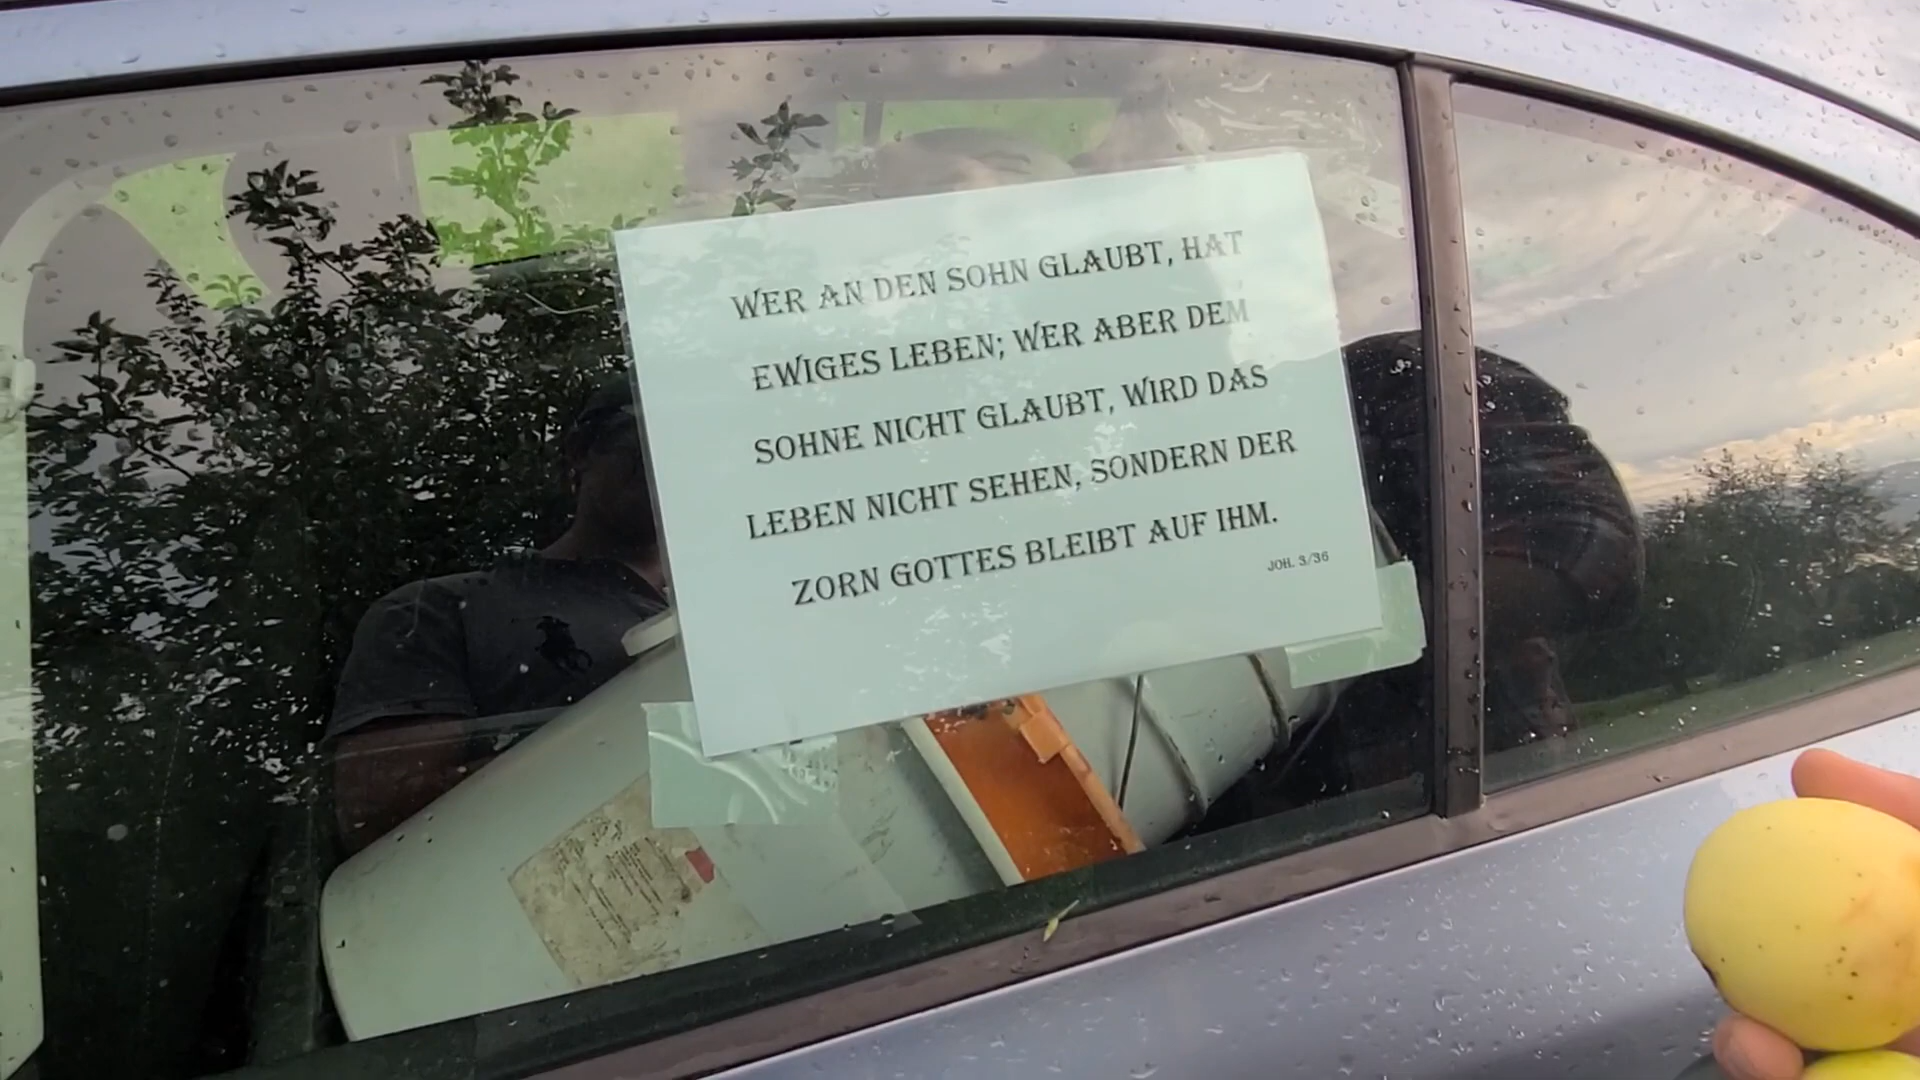 WER AN DEN SOHN GLAUBT, HAT
EWIGES LEBEN; WER ABER DEM
SOHNE NICHT GLAUBT, WIRD DAS
LEBEN NICHT SEHEN, SONDERN DER
ZORN GOTTES BLEIBT AUF IHM.
JOH. 3/36